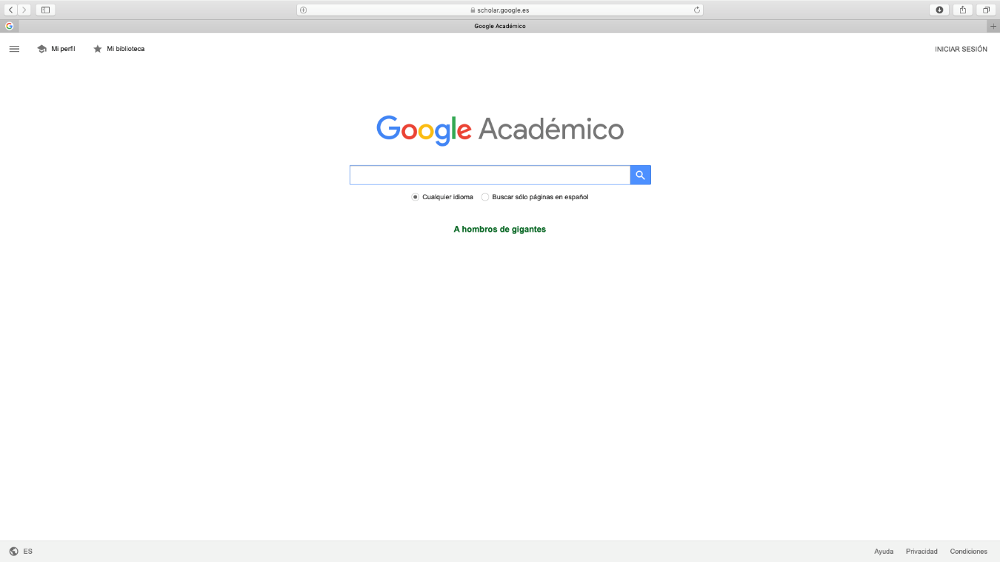 scholar.google.es
Google Académico
Mi perfil
Mi biblioteca
INICIAR SESIÓN
Google Académico
Cualquier idioma
Buscar sólo páginas en español
A hombros de gigantes
ES
Ayuda
Privacidad
Condiciones